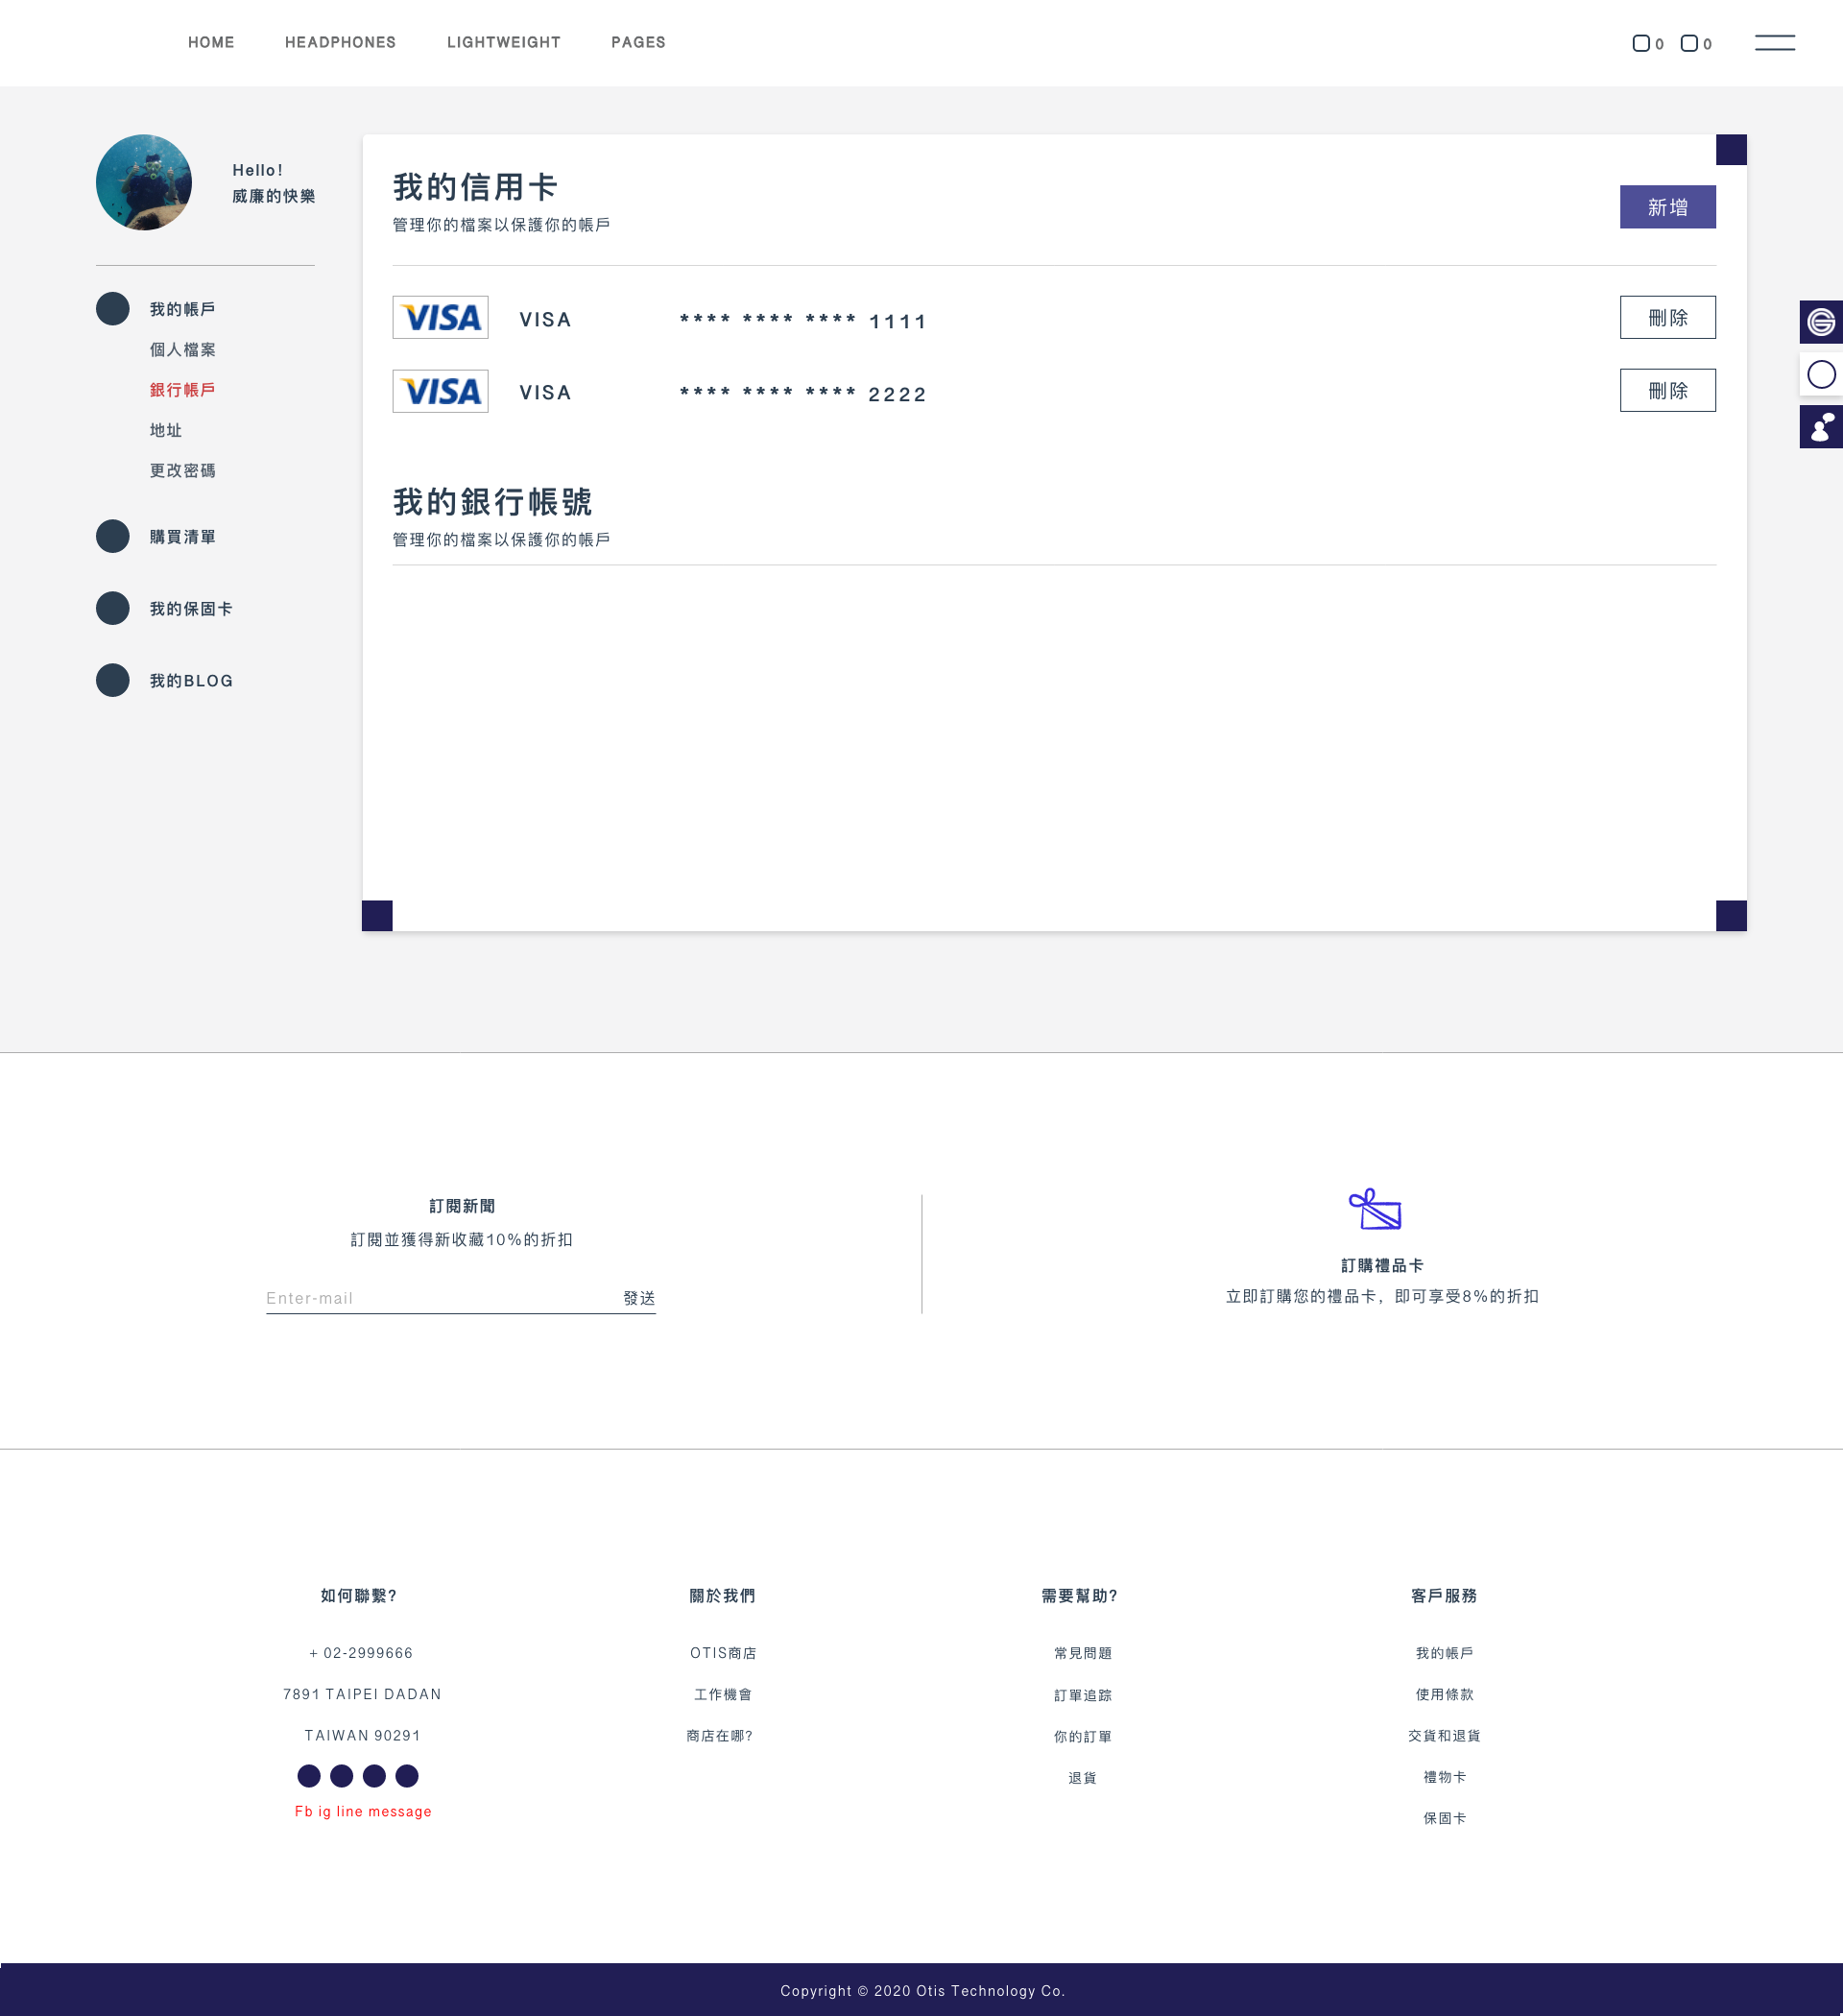 HOME HEADPHONES LIGHTWEIGHT PAGES 0 0
Hello!
威廉的快樂
我的帳戶
個人檔案
銀行帳戶
地址
更改密碼
購買清單
我的保固卡
我的BLOG
我的信用卡
管理你的檔案以保護你的帳戶
新增
VISA VISA **** **** **** 1111 刪除
VISA VISA **** **** **** 2222 刪除
我的銀行帳號
管理你的檔案以保護你的帳戶
訂閱新聞
訂閱並獲得新收藏10%的折扣
Enter-mail 發送
訂購禮品卡
立即訂購您的禮品卡，即可享受8%的折扣
如何聯繫?
+ 02-2999666
7891 TAIPEI DADAN
TAIWAN 90291
Fb ig line message
關於我們
OTIS商店
工作機會
商店在哪?
需要幫助?
常見問題
訂單追踪
你的訂單
退貨
客戶服務
我的帳戶
使用條款
交貨和退貨
禮物卡
保固卡
Copyright © 2020 Otis Technology Co.